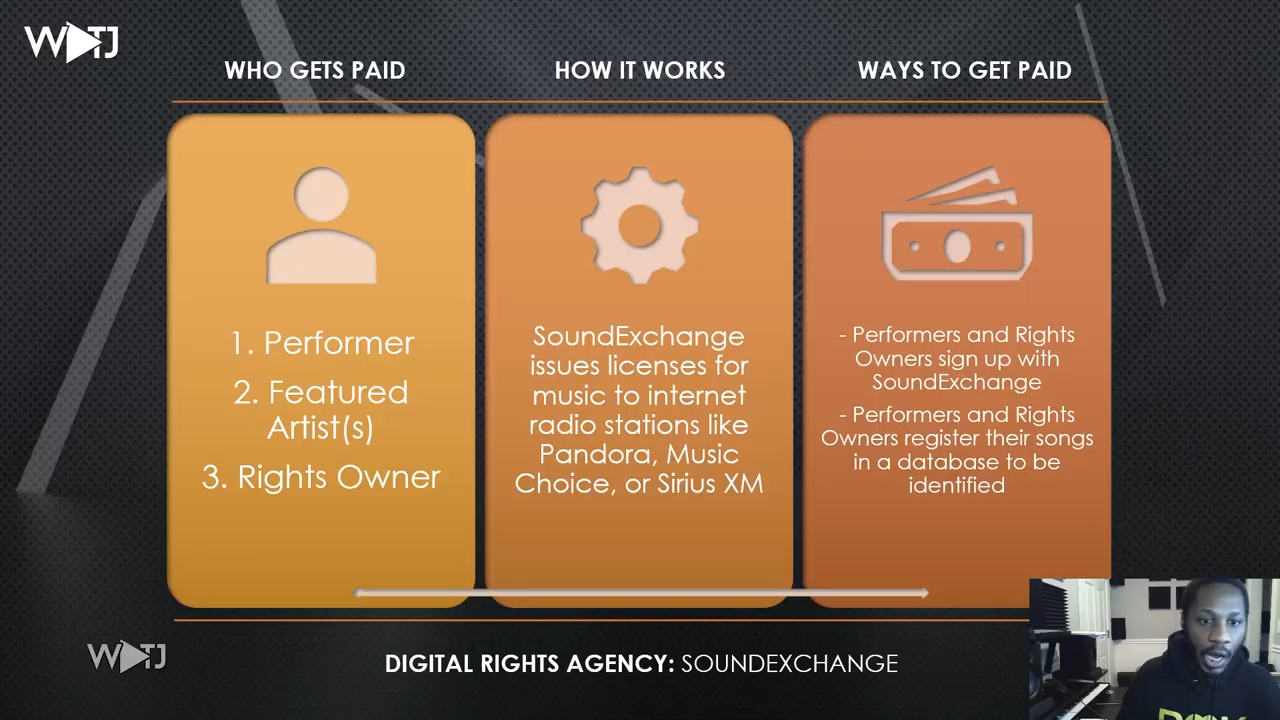 WTJ
WHO GETS PAID
HOW IT WORKS
WAYS TO GET PAID
1. Performer
2. Featured
Artist(s)
3. Rights Owner
SoundExchange
issues licenses for
music to internet
radio stations like
Pandora, Music
Choice, or Sirius XM
- Performers and Rights
Owners sign up with
SoundExchange
- Performers and Rights
Owners register their songs
in a database to be
identified
WTJ
DIGITAL RIGHTS AGENCY: SOUNDEXCHANGE